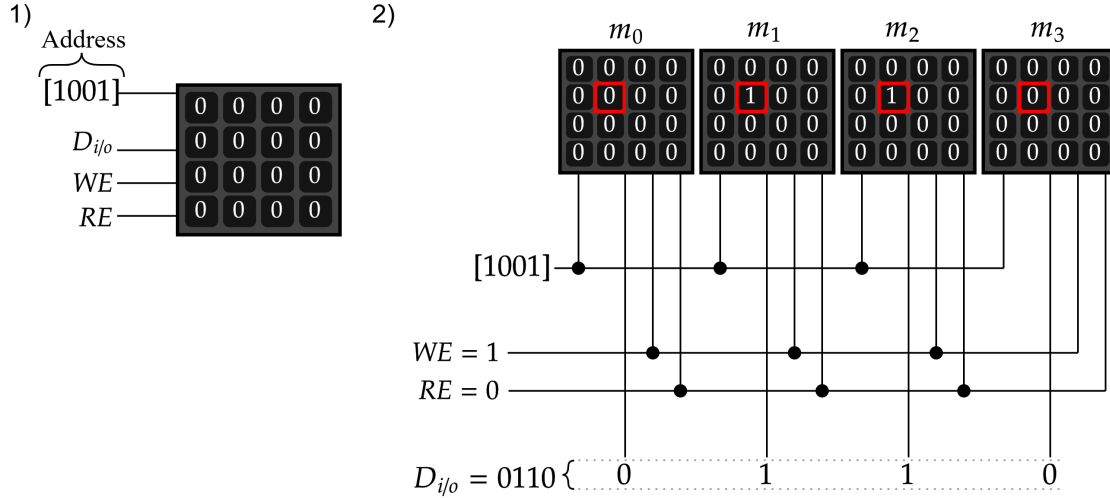 1)
Address
[1001]
D_{i/o}
WE
RE
0 0 0 0
0 0 0 0
0 0 0 0
0 0 0 0
2)
m_0 m_1 m_2 m_3
0 0 0 0 0 0 0 0 0 0 0 0 0 0 0 0
0 0 0 0 0 1 0 0 0 1 0 0 0 0 0 0
0 0 0 0 0 0 0 0 0 0 0 0 0 0 0 0
0 0 0 0 0 0 0 0 0 0 0 0 0 0 0 0
[1001]
WE = 1
RE = 0
D_{i/o} = 0110 { 0 1 1 0